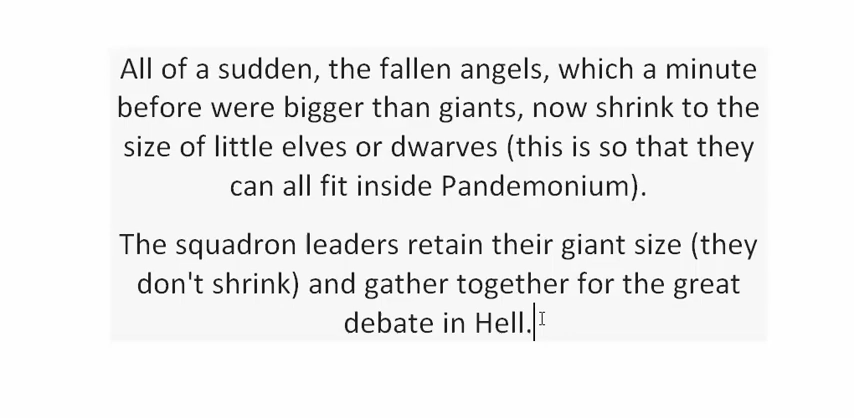 All of a sudden, the fallen angels, which a minute
before were bigger than giants, now shrink to the
size of little elves or dwarves (this is so that they
can all fit inside Pandemonium).
The squadron leaders retain their giant size (they
don't shrink) and gather together for the great
debate in Hell.